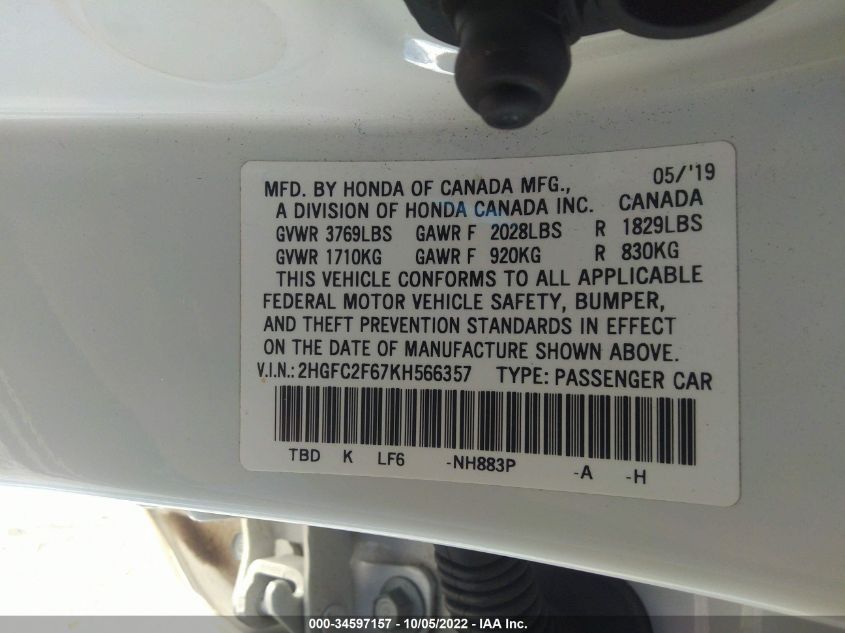 05/'19
MFD. BY HONDA OF CANADA MFG.,
A DIVISION OF HONDA CANADA INC. CANADA
GVWR 3769LBS GAWR F 2028LBS R 1829LBS
GVWR 1710KG GAWR F 920KG R 830KG
THIS VEHICLE CONFORMS TO ALL APPLICABLE
FEDERAL MOTOR VEHICLE SAFETY, BUMPER,
AND THEFT PREVENTION STANDARDS IN EFFECT
ON THE DATE OF MANUFACTURE SHOWN ABOVE.
V.I.N.: 2HGFC2F67KH566357 TYPE: PASSENGER CAR
TBD K LF6 -NH883P -A -H
000-34597157 - 10/05/2022 - IAA Inc.